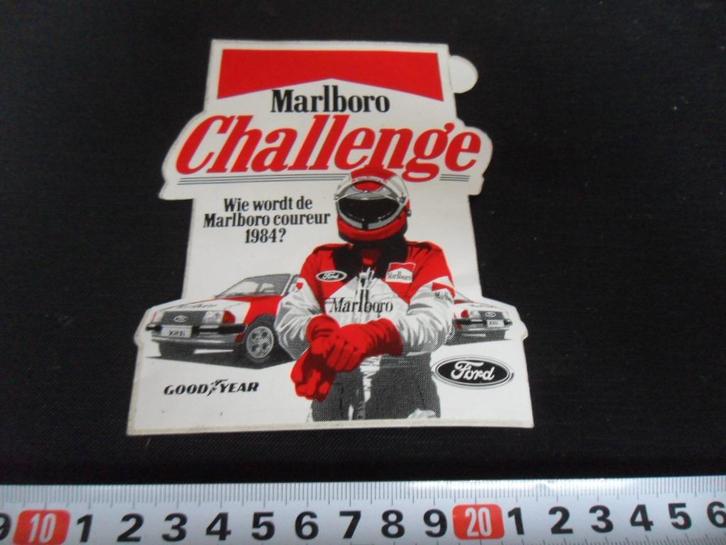 Marlboro
Challenge
Wie wordt de
Marlboro coureur
1984?
Ford
Marlboro
Marlboro
XR3i
GOODYEAR
Ford
9 10 1 2 3 4 5 6 7 8 9 20 1 2 3 4 5 6